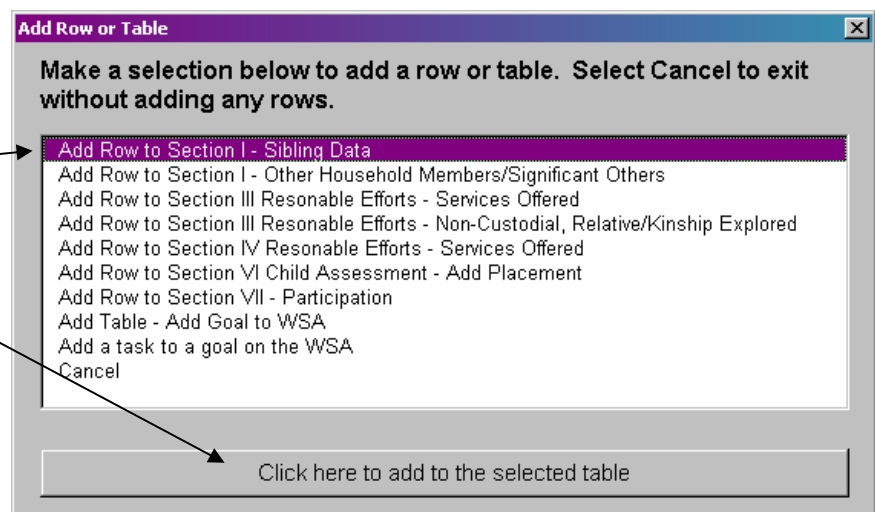 Add Row or Table
Make a selection below to add a row or table. Select Cancel to exit
without adding any rows.
Add Row to Section I - Sibling Data
Add Row to Section I - Other Household Members/Significant Others
Add Row to Section III Resonable Efforts - Services Offered
Add Row to Section III Resonable Efforts - Non-Custodial, Relative/Kinship Explored
Add Row to Section IV Resonable Efforts - Services Offered
Add Row to Section VI Child Assessment - Add Placement
Add Row to Section VII - Participation
Add Table - Add Goal to WSA
Add a task to a goal on the WSA
Cancel
Click here to add to the selected table